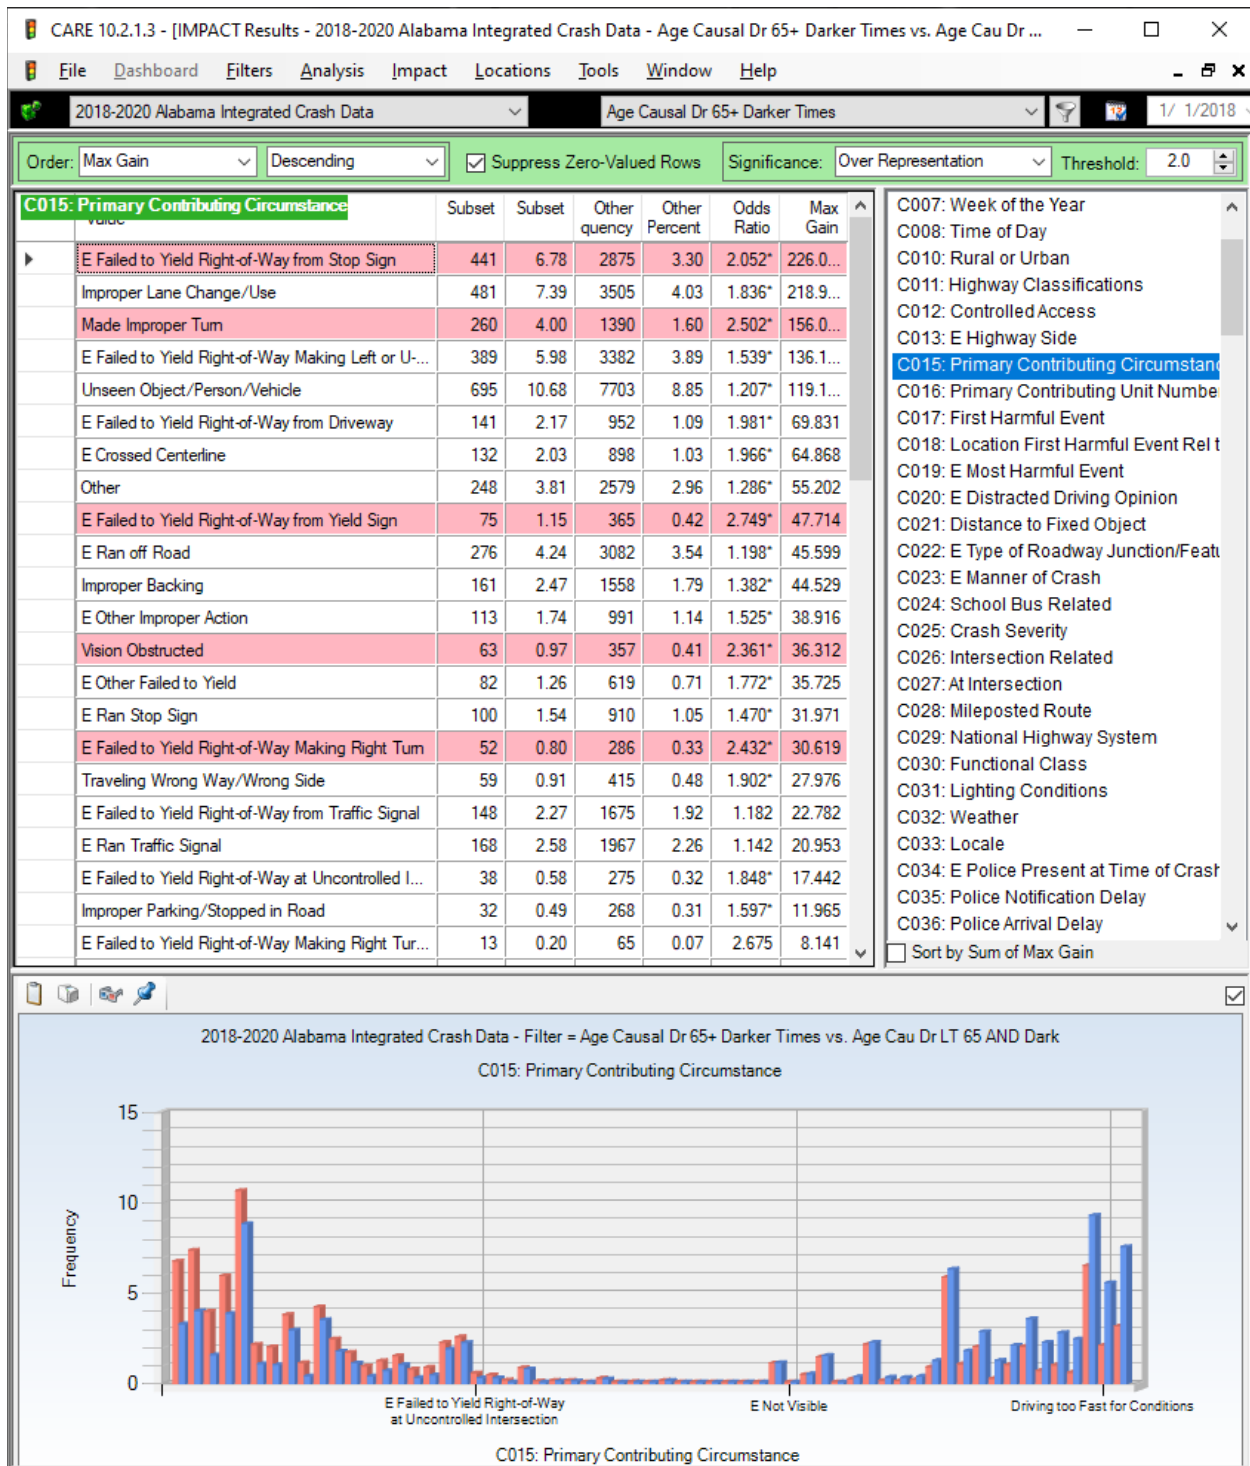 CARE 10.2.1.3 - [IMPACT Results - 2018-2020 Alabama Integrated Crash Data - Age Causal Dr 65+ Darker Times vs. Age Cau Dr ...
File Dashboard Filters Analysis Impact Locations Tools Window Help
2018-2020 Alabama Integrated Crash Data Age Causal Dr 65+ Darker Times 1/ 1/2018
Order: Max Gain Descending Suppress Zero-Valued Rows Significance: Over Representation Threshold: 2.0
C015: Primary Contributing Circumstance Subset Subset Other quency Other Percent Odds Ratio Max Gain
E Failed to Yield Right-of-Way from Stop Sign 441 6.78 2875 3.30 2.052* 226.0...
Improper Lane Change/Use 481 7.39 3505 4.03 1.836* 218.9...
Made Improper Turn 260 4.00 1390 1.60 2.502* 156.0...
E Failed to Yield Right-of-Way Making Left or U-... 389 5.98 3382 3.89 1.539* 136.1...
Unseen Object/Person/Vehicle 695 10.68 7703 8.85 1.207* 119.1...
E Failed to Yield Right-of-Way from Driveway 141 2.17 952 1.09 1.981* 69.831
E Crossed Centerline 132 2.03 898 1.03 1.966* 64.868
Other 248 3.81 2579 2.96 1.286* 55.202
E Failed to Yield Right-of-Way from Yield Sign 75 1.15 365 0.42 2.749* 47.714
E Ran off Road 276 4.24 3082 3.54 1.198* 45.599
Improper Backing 161 2.47 1558 1.79 1.382* 44.529
E Other Improper Action 113 1.74 991 1.14 1.525* 38.916
Vision Obstructed 63 0.97 357 0.41 2.361* 36.312
E Other Failed to Yield 82 1.26 619 0.71 1.772* 35.725
E Ran Stop Sign 100 1.54 910 1.05 1.470* 31.971
E Failed to Yield Right-of-Way Making Right Turn 52 0.80 286 0.33 2.432* 30.619
Traveling Wrong Way/Wrong Side 59 0.91 415 0.48 1.902* 27.976
E Failed to Yield Right-of-Way from Traffic Signal 148 2.27 1675 1.92 1.182 22.782
E Ran Traffic Signal 168 2.58 1967 2.26 1.142 20.953
E Failed to Yield Right-of-Way at Uncontrolled I... 38 0.58 275 0.32 1.848* 17.442
Improper Parking/Stopped in Road 32 0.49 268 0.31 1.597* 11.965
E Failed to Yield Right-of-Way Making Right Tur... 13 0.20 65 0.07 2.675 8.141
C007: Week of the Year
C008: Time of Day
C010: Rural or Urban
C011: Highway Classifications
C012: Controlled Access
C013: E Highway Side
C015: Primary Contributing Circumstanc
C016: Primary Contributing Unit Numbe
C017: First Harmful Event
C018: Location First Harmful Event Rel t
C019: E Most Harmful Event
C020: E Distracted Driving Opinion
C021: Distance to Fixed Object
C022: E Type of Roadway Junction/Featu
C023: E Manner of Crash
C024: School Bus Related
C025: Crash Severity
C026: Intersection Related
C027: At Intersection
C028: Mileposted Route
C029: National Highway System
C030: Functional Class
C031: Lighting Conditions
C032: Weather
C033: Locale
C034: E Police Present at Time of Crash
C035: Police Notification Delay
C036: Police Arrival Delay
Sort by Sum of Max Gain
2018-2020 Alabama Integrated Crash Data - Filter = Age Causal Dr 65+ Darker Times vs. Age Cau Dr LT 65 AND Dark
C015: Primary Contributing Circumstance
15
10
5
0
Frequency
E Failed to Yield Right-of-Way
at Uncontrolled Intersection
E Not Visible
Driving too Fast for Conditions
C015: Primary Contributing Circumstance